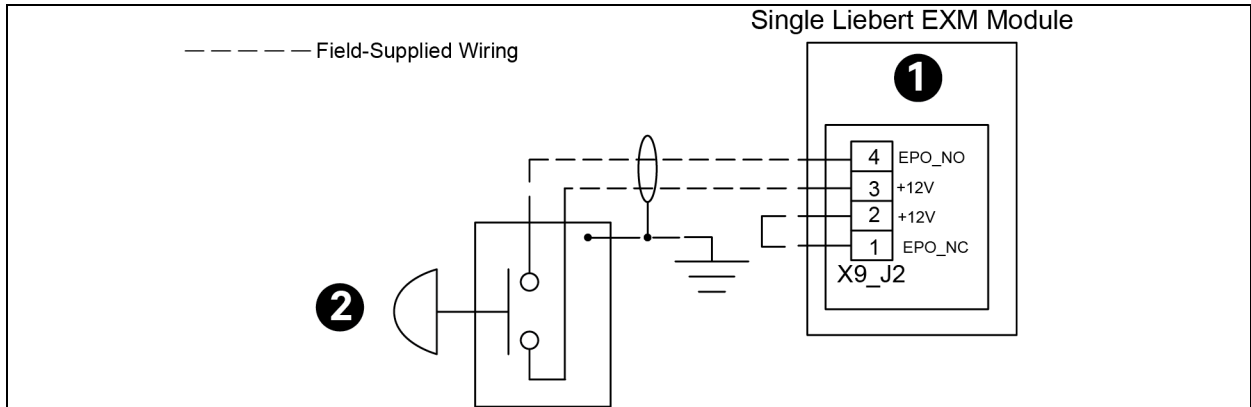 Single Liebert EXM Module
Field-Supplied Wiring
1
4 EPO_NO
3 +12V
2 +12V
1 EPO_NC
X9_J2
2